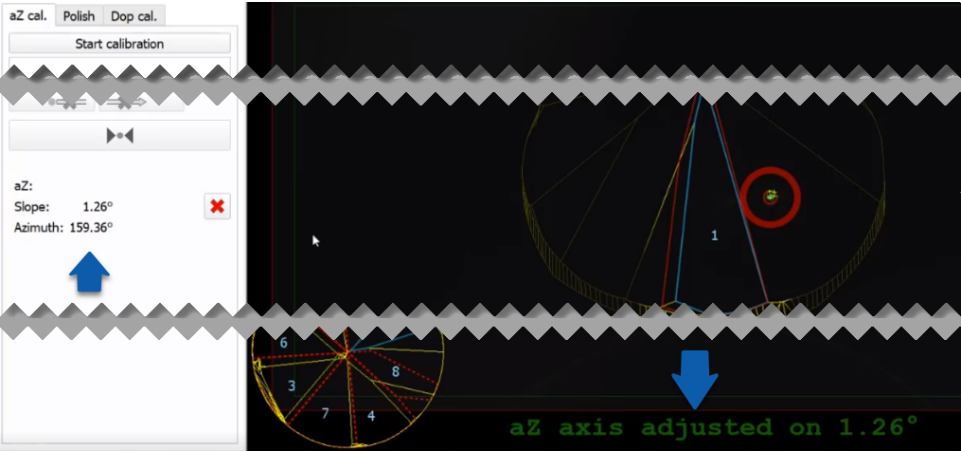 aZ cal. Polish Dop cal.
Start calibration
aZ:
Slope: 1.26°
Azimuth: 159.36°
1
6
3
7
4
8
aZ axis adjusted on 1.26°